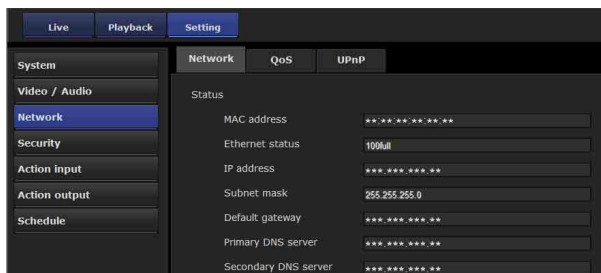 Live Playback Setting
System
Video / Audio
Network
Security
Action input
Action output
Schedule
Network QoS UPnP
Status
MAC address **:**:**:**:**:**
Ethernet status 100full
IP address ***.***.***.**
Subnet mask 255.255.255.0
Default gateway ***.***.***.**
Primary DNS server ***.***.***.**
Secondary DNS server ***.***.***.**